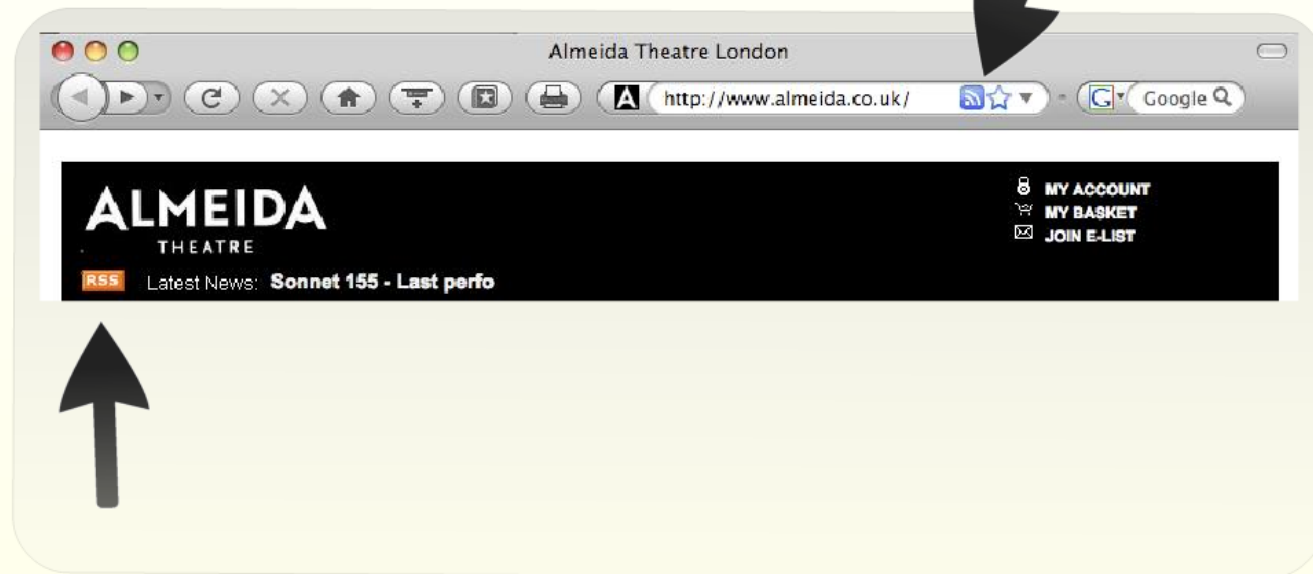 Almeida Theatre London
A http://www.almeida.co.uk/ G Google
ALMEIDA
THEATRE
MY ACCOUNT
MY BASKET
JOIN E-LIST
RSS Latest News: Sonnet 155 - Last perfo